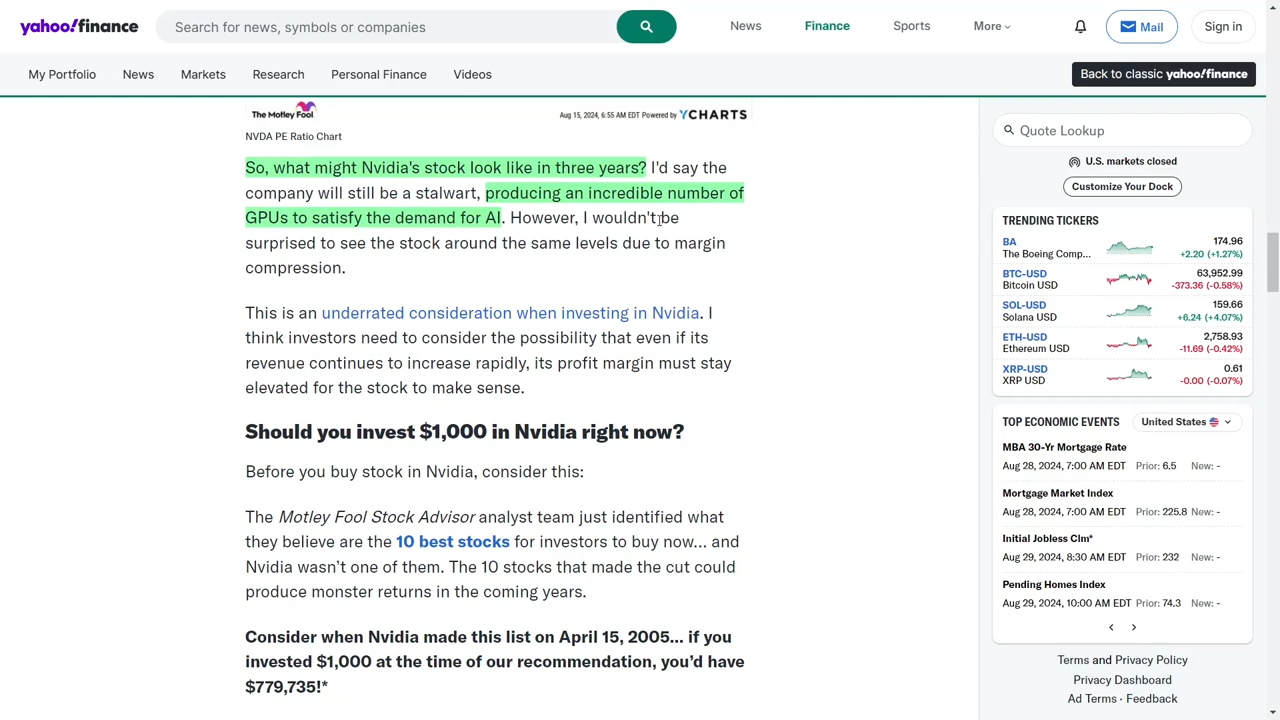 yahoo!finance
Search for news, symbols or companies
News
Finance
Sports
More
Mail
Sign in
My Portfolio
News
Markets
Research
Personal Finance
Videos
Back to classic yahoo!finance
The Motley Fool
Aug 15, 2024, 6:55 AM EDT Powered by YCHARTS
NVDA PE Ratio Chart
So, what might Nvidia's stock look like in three years? I'd say the
company will still be a stalwart, producing an incredible number of
GPUs to satisfy the demand for AI. However, I wouldn't be
surprised to see the stock around the same levels due to margin
compression.
This is an underrated consideration when investing in Nvidia. I
think investors need to consider the possibility that even if its
revenue continues to increase rapidly, its profit margin must stay
elevated for the stock to make sense.
Should you invest $1,000 in Nvidia right now?
Before you buy stock in Nvidia, consider this:
The Motley Fool Stock Advisor analyst team just identified what
they believe are the 10 best stocks for investors to buy now… and
Nvidia wasn’t one of them. The 10 stocks that made the cut could
produce monster returns in the coming years.
Consider when Nvidia made this list on April 15, 2005... if you
invested $1,000 at the time of our recommendation, you’d have
$779,735!*
Quote Lookup
U.S. markets closed
Customize Your Dock
TRENDING TICKERS
BA 174.96
The Boeing Comp... +2.20 (+1.27%)
BTC-USD 63,952.99
Bitcoin USD -373.36 (-0.58%)
SOL-USD 159.66
Solana USD +6.24 (+4.07%)
ETH-USD 2,758.93
Ethereum USD -11.69 (-0.42%)
XRP-USD 0.61
XRP USD -0.00 (-0.07%)
TOP ECONOMIC EVENTS United States
MBA 30-Yr Mortgage Rate
Aug 28, 2024, 7:00 AM EDT Prior: 6.5 New: -
Mortgage Market Index
Aug 28, 2024, 7:00 AM EDT Prior: 225.8 New: -
Initial Jobless Clm*
Aug 29, 2024, 8:30 AM EDT Prior: 232 New: -
Pending Homes Index
Aug 29, 2024, 10:00 AM EDT Prior: 74.3 New: -
Terms and Privacy Policy
Privacy Dashboard
Ad Terms · Feedback